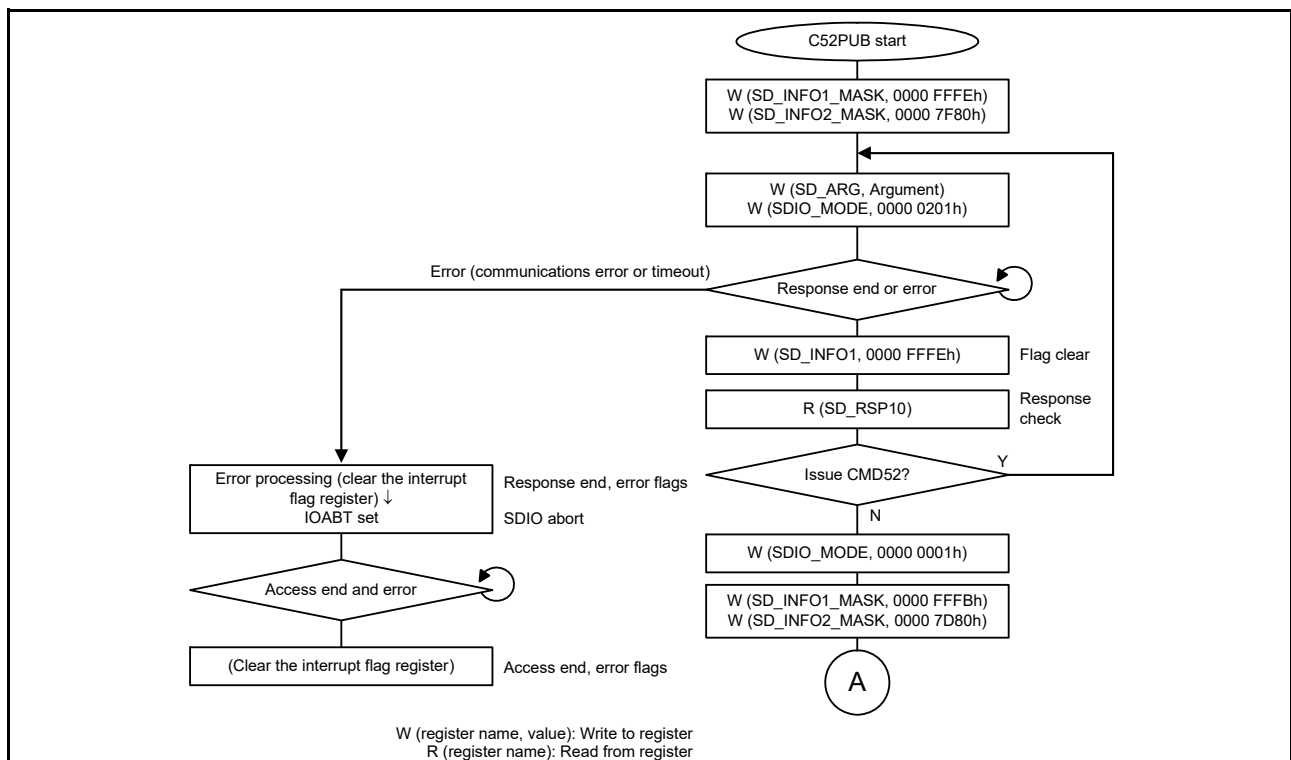 C52PUB start
W (SD_INFO1_MASK, 0000 FFFEh)
W (SD_INFO2_MASK, 0000 7F80h)
W (SD_ARG, Argument)
W (SDIO_MODE, 0000 0201h)
Error (communications error or timeout)
Response end or error
W (SD_INFO1, 0000 FFFEh)
Flag clear
R (SD_RSP10)
Response
check
Issue CMD52?
Y
N
Error processing (clear the interrupt
flag register) ↓
IOABT set
Response end, error flags
SDIO abort
W (SDIO_MODE, 0000 0001h)
Access end and error
W (SD_INFO1_MASK, 0000 FFFBh)
W (SD_INFO2_MASK, 0000 7D80h)
(Clear the interrupt flag register)
Access end, error flags
A
W (register name, value): Write to register
R (register name): Read from register